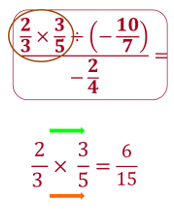 2/3 × 3/5 ÷ (− 10/7)
− 2/4 =
2/3 × 3/5 = 6/15